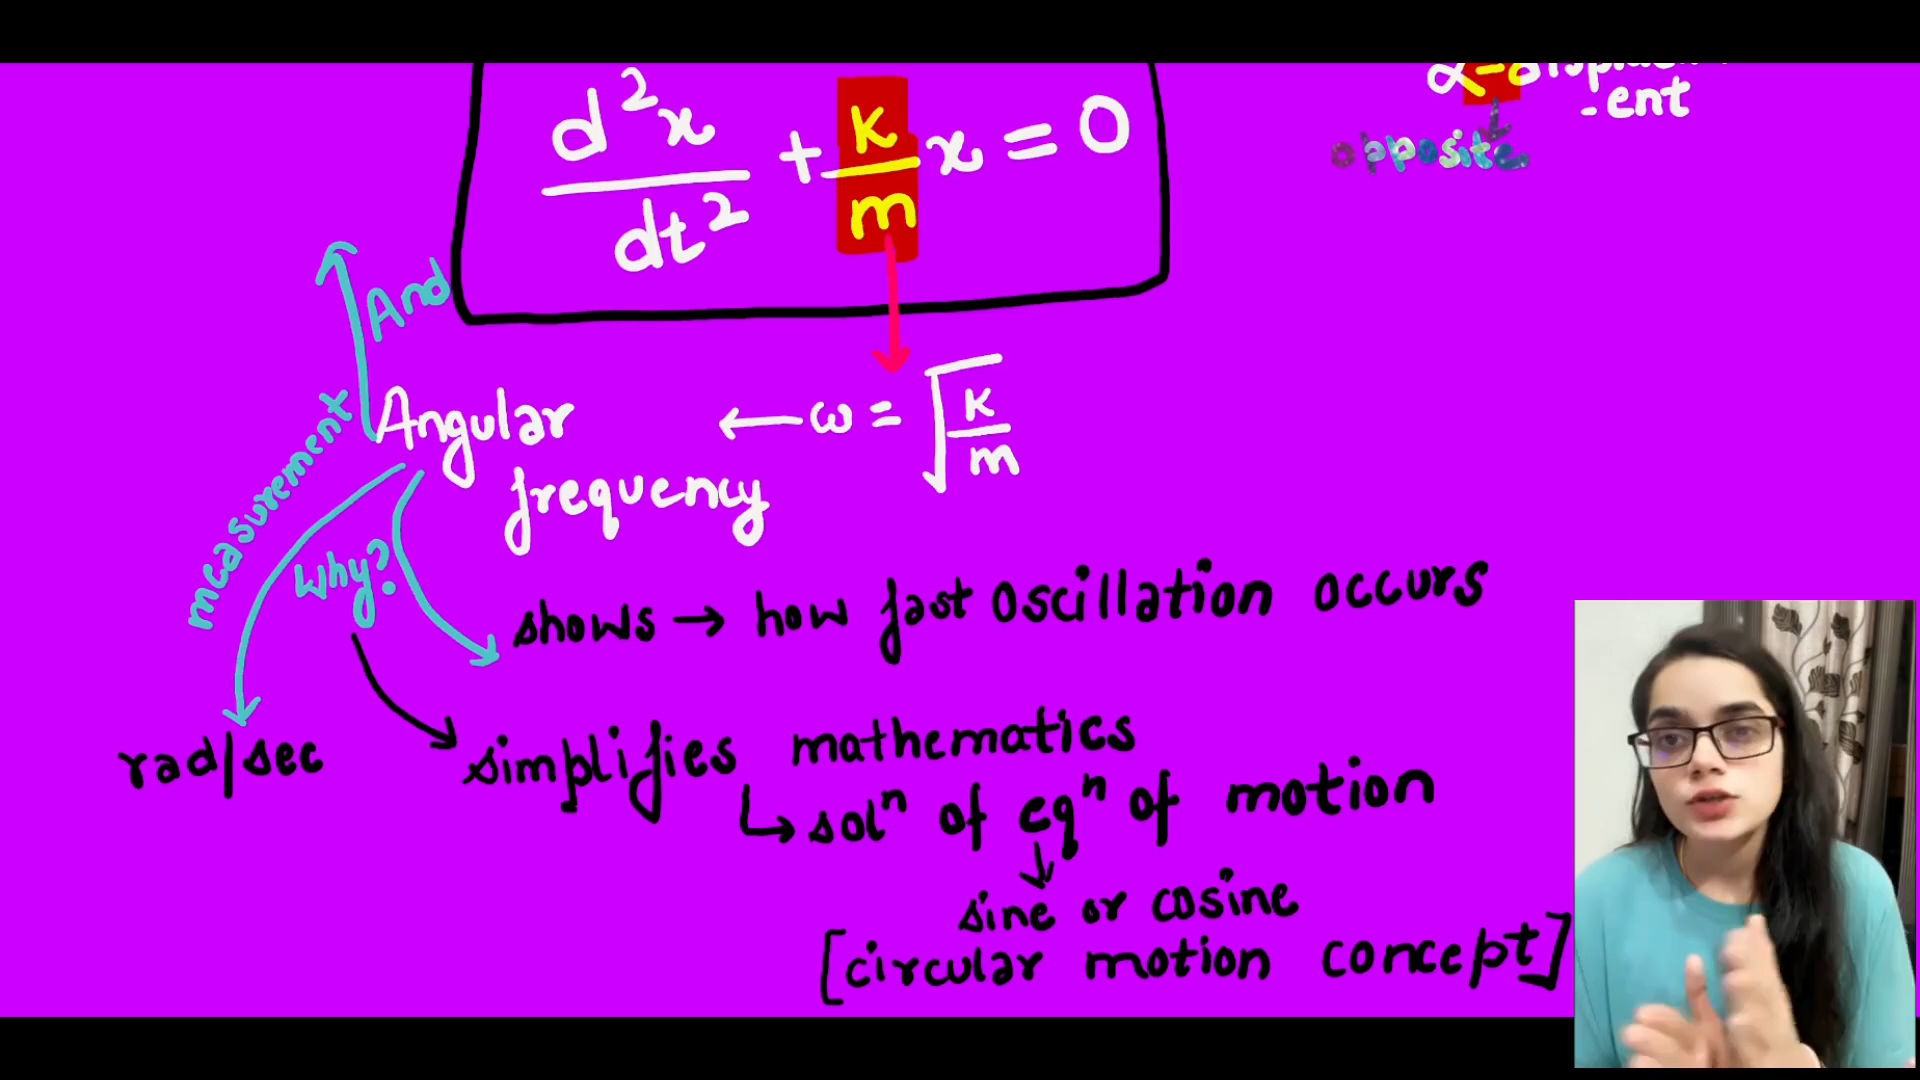 d²x/dt² + k/m x = 0
-ent
opposite
And
Angular ← ω = √(k/m)
frequency
measurement
Why?
shows → how fast oscillation occurs
rad/sec
simplifies mathematics
↳ solⁿ of eqⁿ of motion
↓
sine or cosine
[circular motion concept]